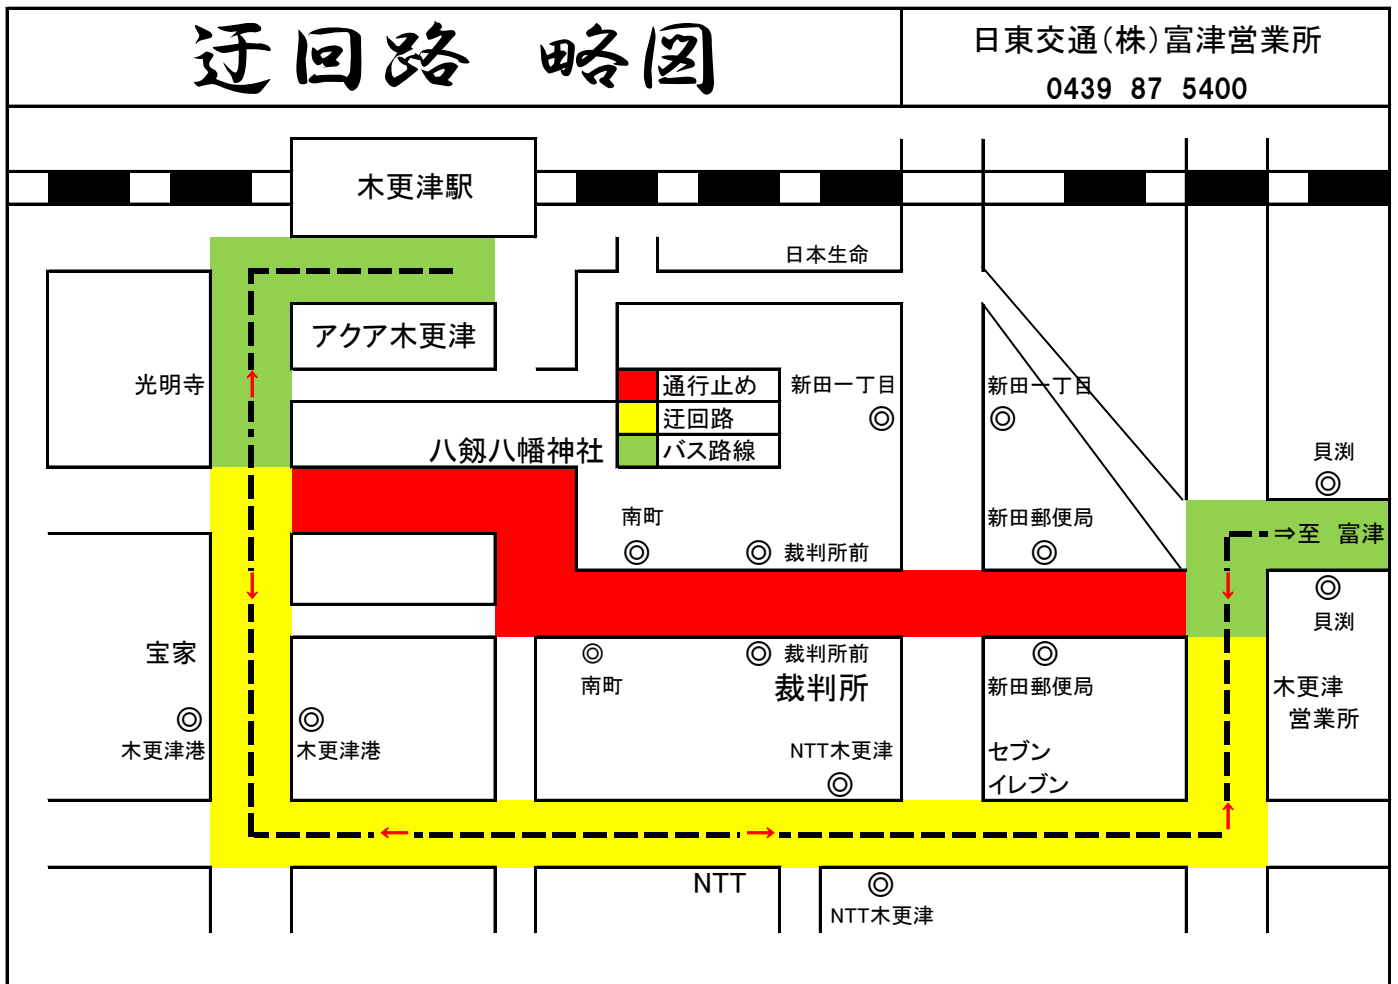 迂回路 略図
日東交通(株)富津営業所
0439 87 5400
木更津駅
日本生命
アクア木更津
光明寺
通行止め
迂回路
バス路線
新田一丁目
新田一丁目
八剱八幡神社
貝渕
南町
裁判所前
新田郵便局
⇒至 富津
貝渕
宝家
南町
裁判所前
裁判所
新田郵便局
木更津
営業所
木更津港
木更津港
NTT木更津
セブン
イレブン
NTT
NTT木更津